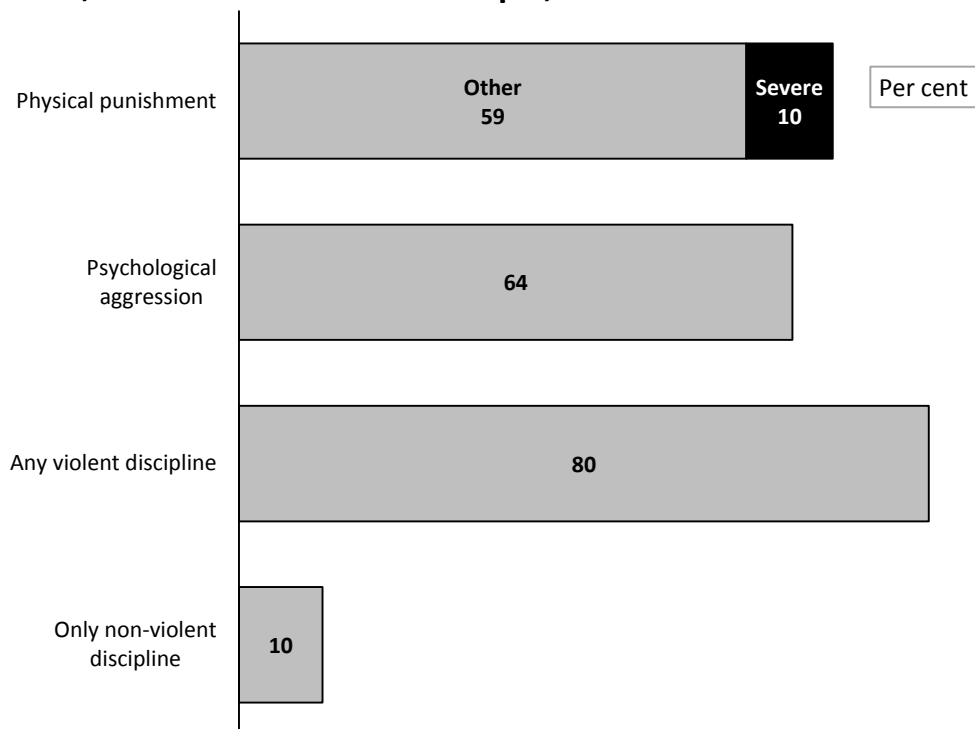 Physical punishment
Other
59
Severe
10
Per cent
Psychological
aggression
64
Any violent discipline
80
Only non-violent
discipline
10